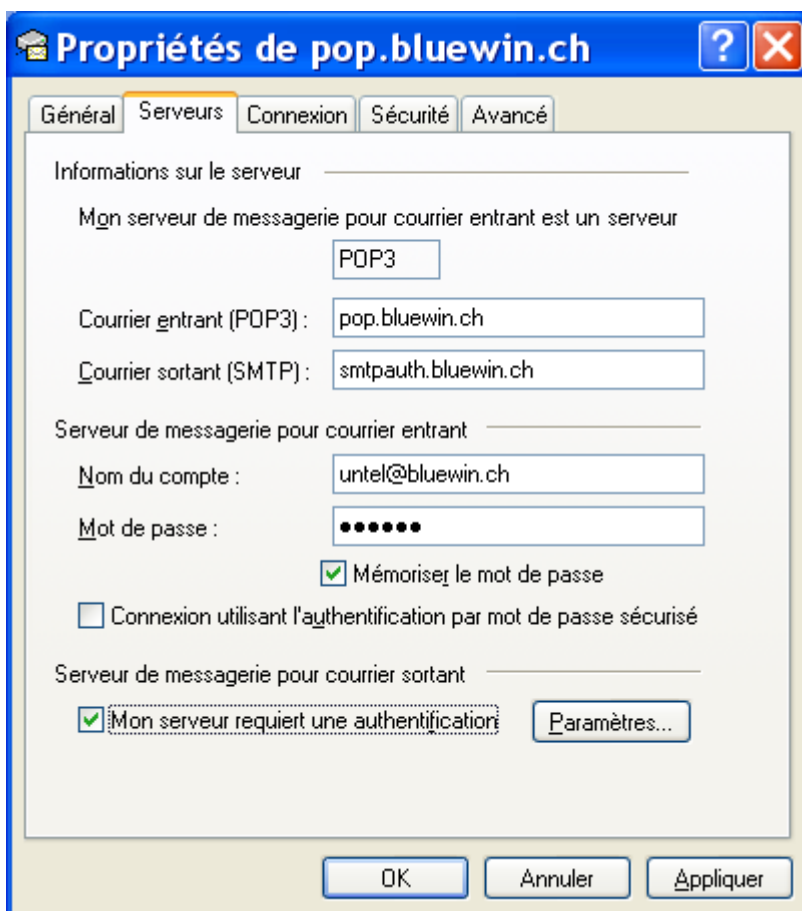 Propriétés de pop.bluewin.ch
Général Serveurs Connexion Sécurité Avancé
Informations sur le serveur
Mon serveur de messagerie pour courrier entrant est un serveur
POP3
Courrier entrant (POP3) : pop.bluewin.ch
Courrier sortant (SMTP) : smtpauth.bluewin.ch
Serveur de messagerie pour courrier entrant
Nom du compte : untel@bluewin.ch
Mot de passe : ●●●●●●
Mémoriser le mot de passe
Connexion utilisant l'authentification par mot de passe sécurisé
Serveur de messagerie pour courrier sortant
Mon serveur requiert une authentification Paramètres...
OK Annuler Appliquer